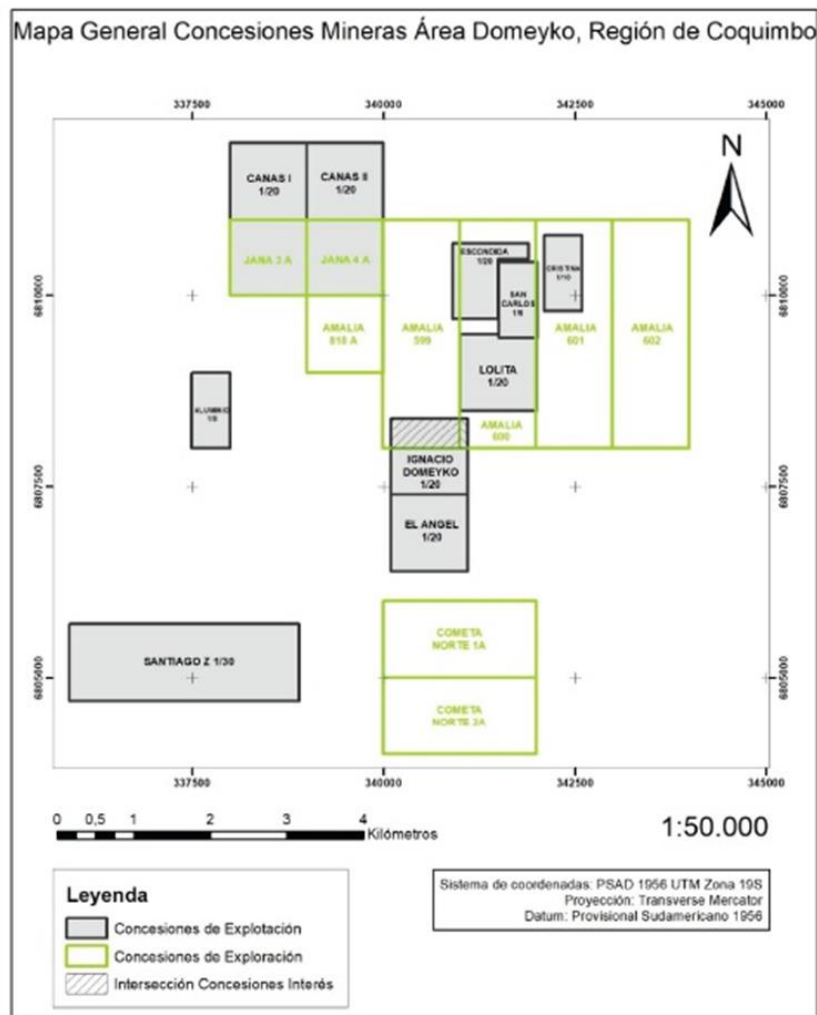 Mapa General Concesiones Mineras Área Domeyko, Región de Coquimbo
337500 340000 342500 345000
N
CANAS I
1/20
CANAS II
1/20
JANA 3 A
JANA 4 A
ESCONDIDA
1/20
CRISTINA
1/10
SAN
CARLOS
6810000
6810000
AMALIA
818 A
AMALIA
599
AMALIA
601
AMALIA
602
LOLITA
1/20
AMALIA
600
IGNACIO
DOMEYKO
1/20
6807500
6807500
EL ANGEL
1/20
COMETA
NORTE 1A
SANTIAGO Z 1/30
6805000
6805000
COMETA
NORTE 2A
337500 340000 342500 345000
0 0,5 1 2 3 4
Kilómetros
1:50.000
Leyenda
Concesiones de Explotación
Concesiones de Exploración
Intersección Concesiones Interés
Sistema de coordenadas: PSAD 1956 UTM Zona 19S
Proyección: Transverse Mercator
Datum: Provisional Sudamericano 1956